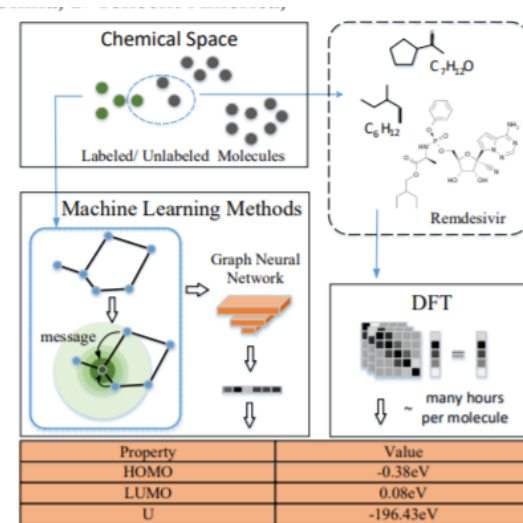 Chemical Space
Labeled/ Unlabeled Molecules
C7H12O
C6H12
Remdesivir
Machine Learning Methods
Graph Neural
Network
message
DFT
=
~ many hours
per molecule
Property Value
HOMO -0.38eV
LUMO 0.08eV
U -196.43eV